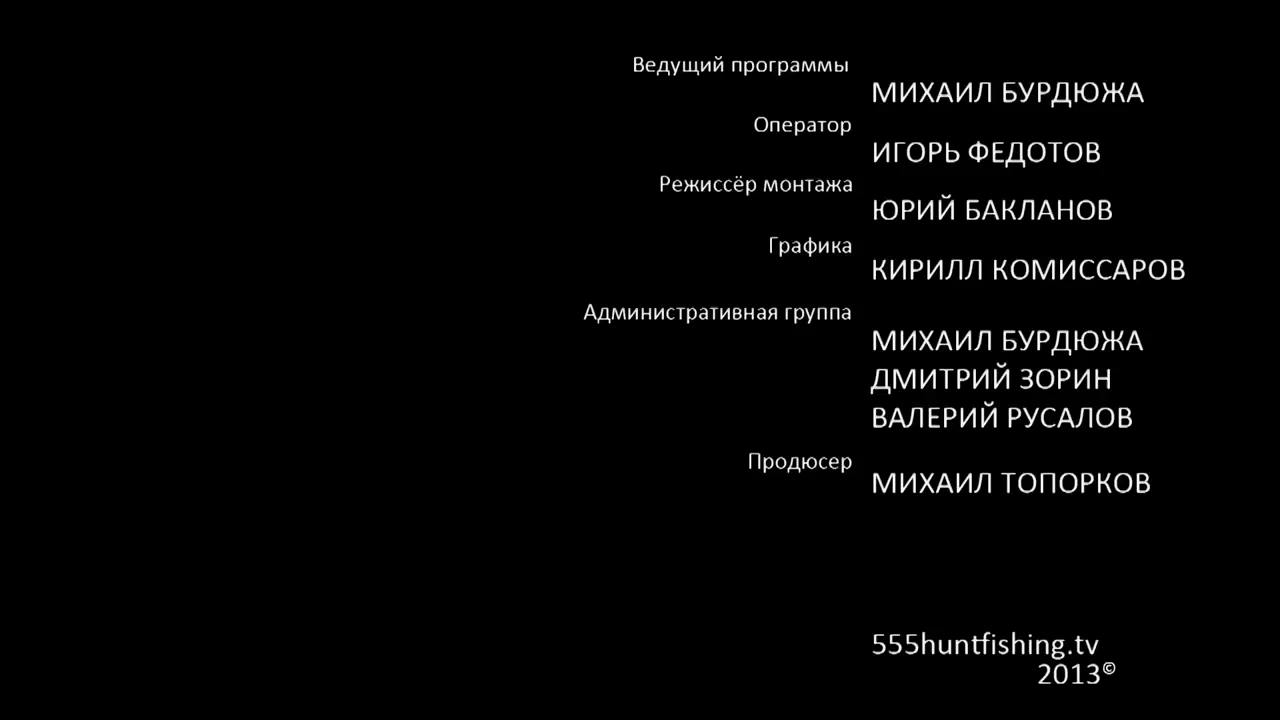 Ведущий программы
МИХАИЛ БУРДЮЖА
Оператор
ИГОРЬ ФЕДОТОВ
Режиссёр монтажа
ЮРИЙ БАКЛАНОВ
Графика
КИРИЛЛ КОМИССАРОВ
Административная группа
МИХАИЛ БУРДЮЖА
ДМИТРИЙ ЗОРИН
ВАЛЕРИЙ РУСАЛОВ
Продюсер
МИХАИЛ ТОПОРКОВ
555huntfishing.tv
2013©